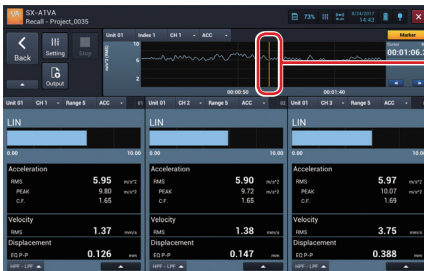 SX-A1VA
Recall - Project_0035
73%
8/14/2017
14:43
Back
Setting
Stop
Output
Unit 01 Index 1 CH 1 ACC
Marker
00:01:06.
10
6
2
00:00:50 00:01:40
Unit 01 CH 1 Range 5 ACC 01
Unit 01 CH 2 Range 5 ACC 02
Unit 01 CH 3 Range 5 ACC 03
LIN LIN LIN
0.00 10.00 0.00 10.00 0.00 10.00
Acceleration Acceleration Acceleration
RMS 5.95 m/s^2 RMS 5.90 m/s^2 RMS 5.97 m/s^2
PEAK 9.80 m/s^2 PEAK 9.72 m/s^2 PEAK 10.07 m/s^2
C.F. 1.65 C.F. 1.65 C.F. 1.69
Velocity Velocity Velocity
RMS 1.37 mm/s RMS 1.38 mm/s RMS 3.75 mm/s
Displacement Displacement Displacement
EQ P-P 0.126 mm EQ P-P 0.147 mm EQ P-P 0.388 mm
HPF - LPF HPF - LPF HPF - LPF